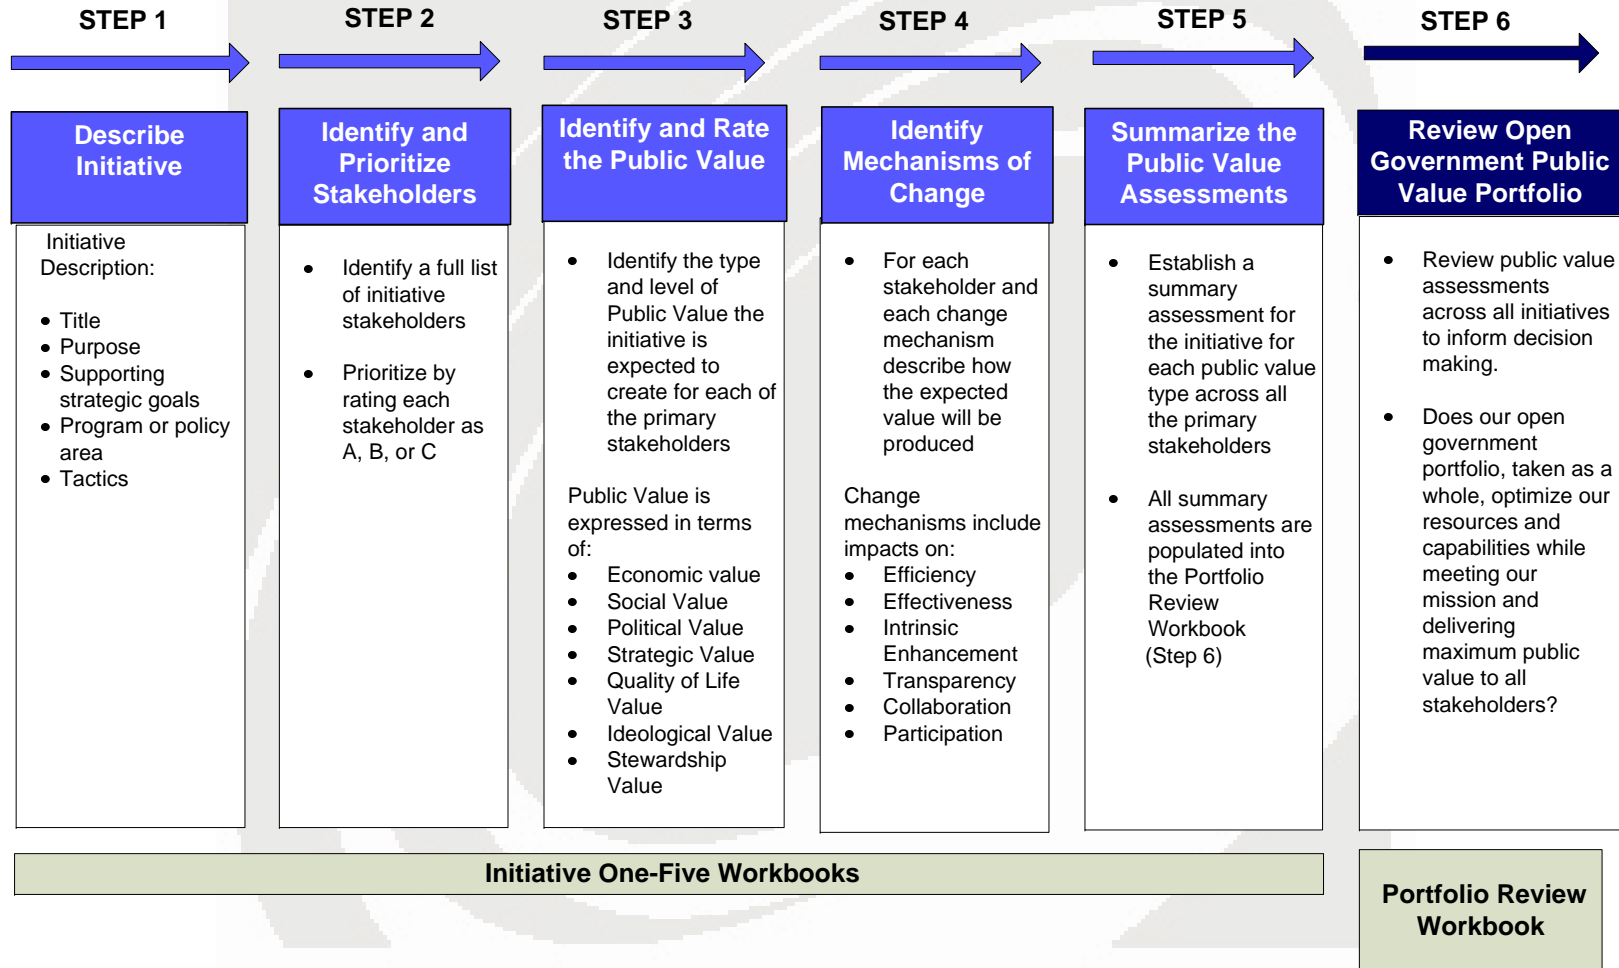 STEP 1
Describe
Initiative
Initiative
Description:
• Title
• Purpose
• Supporting
strategic goals
• Program or policy
area
• Tactics
STEP 2
Identify and
Prioritize
Stakeholders
• Identify a full list
of initiative
stakeholders
• Prioritize by
rating each
stakeholder as
A, B, or C
STEP 3
Identify and Rate
the Public Value
• Identify the type
and level of
Public Value the
initiative is
expected to
create for each of
the primary
stakeholders
Public Value is
expressed in terms
of:
• Economic value
• Social Value
• Political Value
• Strategic Value
• Quality of Life
Value
• Ideological Value
• Stewardship
Value
STEP 4
Identify
Mechanisms of
Change
• For each
stakeholder and
each change
mechanism
describe how
the expected
value will be
produced
Change
mechanisms include
impacts on:
• Efficiency
• Effectiveness
• Intrinsic
Enhancement
• Transparency
• Collaboration
• Participation
STEP 5
Summarize the
Public Value
Assessments
• Establish a
summary
assessment for
the initiative for
each public value
type across all
the primary
stakeholders
• All summary
assessments are
populated into
the Portfolio
Review
Workbook
(Step 6)
STEP 6
Review Open
Government Public
Value Portfolio
• Review public value
assessments
across all initiatives
to inform decision
making.
• Does our open
government
portfolio, taken as a
whole, optimize our
resources and
capabilities while
meeting our
mission and
delivering
maximum public
value to all
stakeholders?
Initiative One-Five Workbooks
Portfolio Review
Workbook